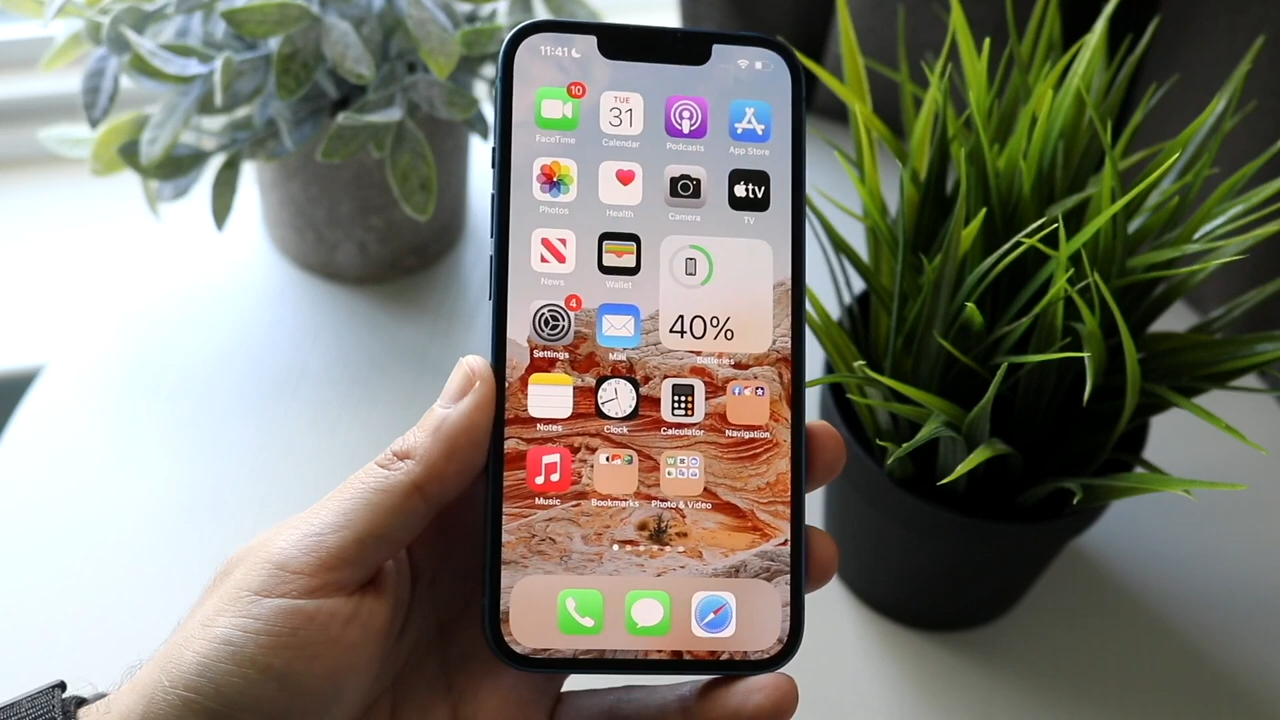 11:41
10
TUE
31
FaceTime
Calendar
Podcasts
App Store
tv
Photos
Health
Camera
TV
News
Wallet
4
40%
Settings
Mail
Batteries
Notes
Clock
Calculator
Navigation
Music
Bookmarks
Photo & Video